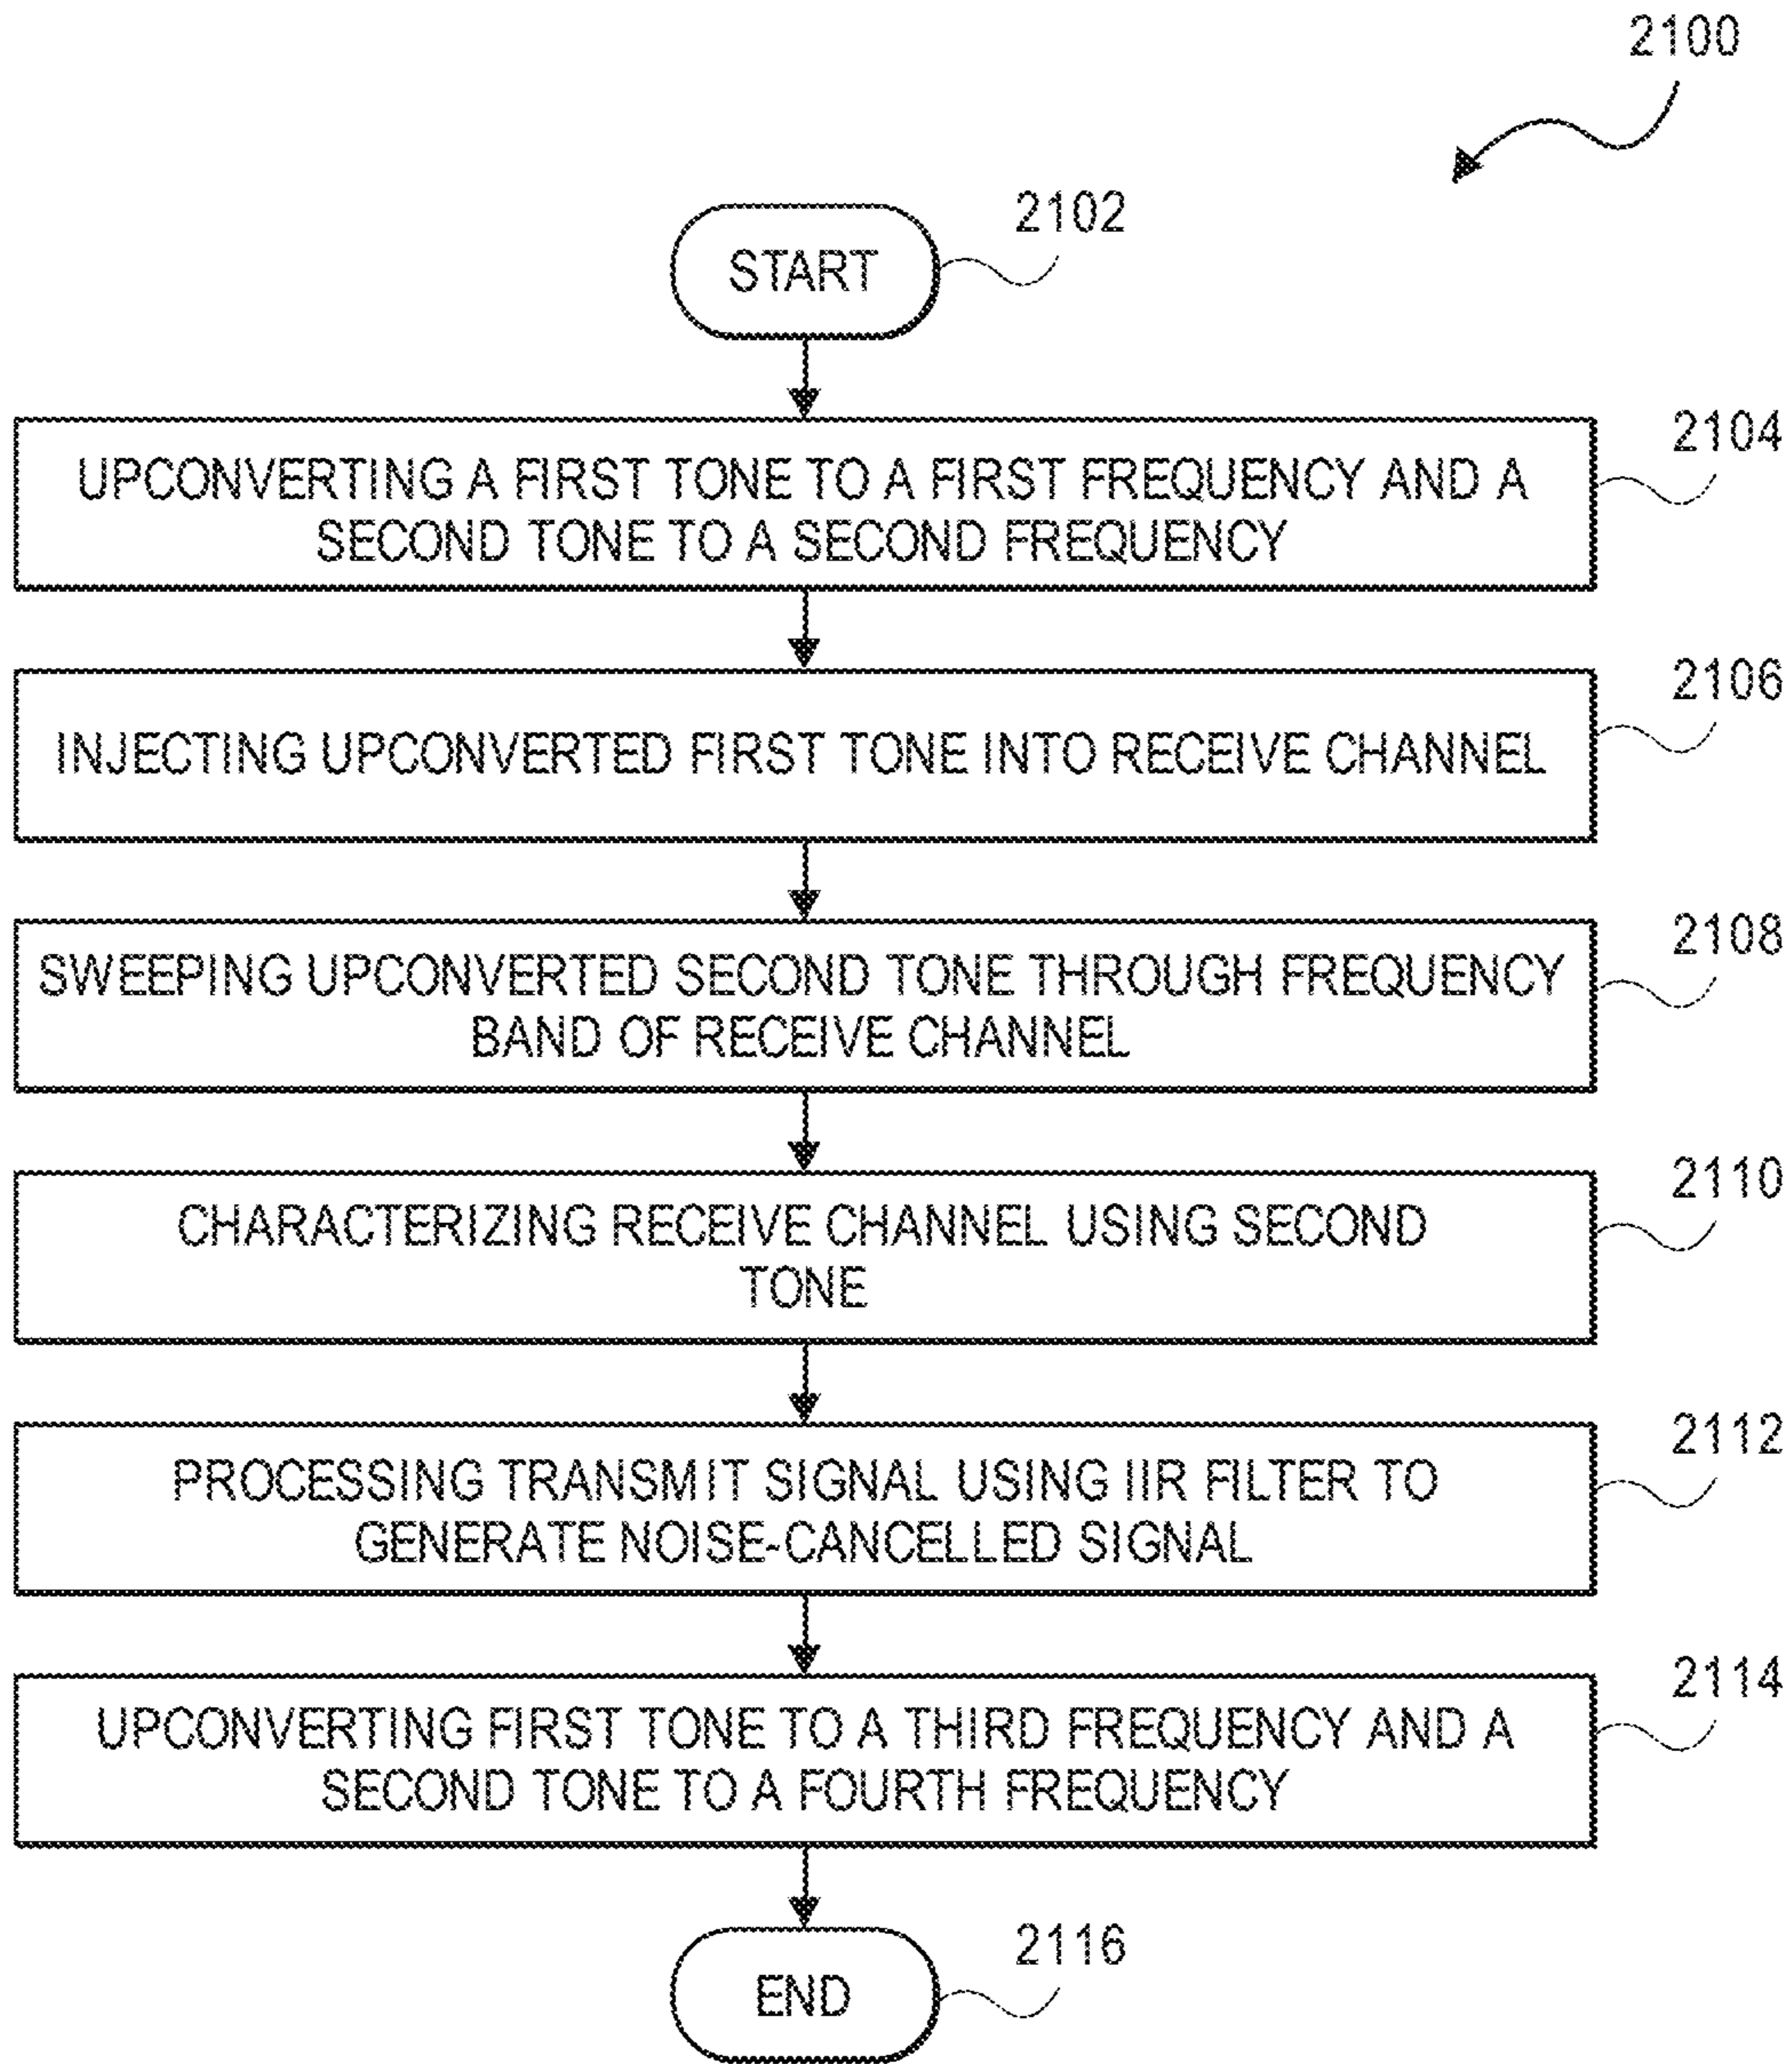 2100
2102
START
2104
UPCONVERTING A FIRST TONE TO A FIRST FREQUENCY AND A
SECOND TONE TO A SECOND FREQUENCY
2106
INJECTING UPCONVERTED FIRST TONE INTO RECEIVE CHANNEL
2108
SWEEPING UPCONVERTED SECOND TONE THROUGH FREQUENCY
BAND OF RECEIVE CHANNEL
2110
CHARACTERIZING RECEIVE CHANNEL USING SECOND
TONE
2112
PROCESSING TRANSMIT SIGNAL USING IIR FILTER TO
GENERATE NOISE-CANCELLED SIGNAL
2114
UPCONVERTING FIRST TONE TO A THIRD FREQUENCY AND A
SECOND TONE TO A FOURTH FREQUENCY
2116
END